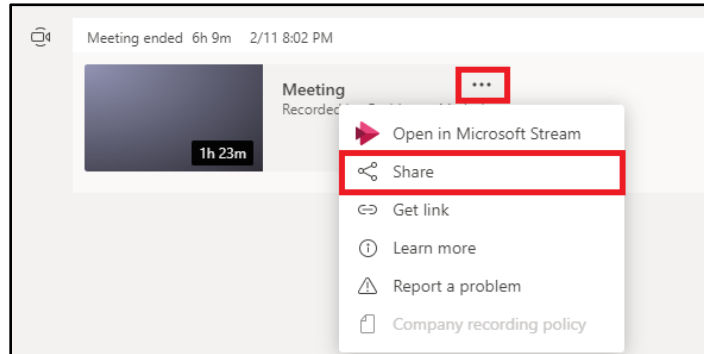 Meeting ended 6h 9m 2/11 8:02 PM
Meeting
...
Recorded
1h 23m
Open in Microsoft Stream
Share
Get link
Learn more
Report a problem
Company recording policy